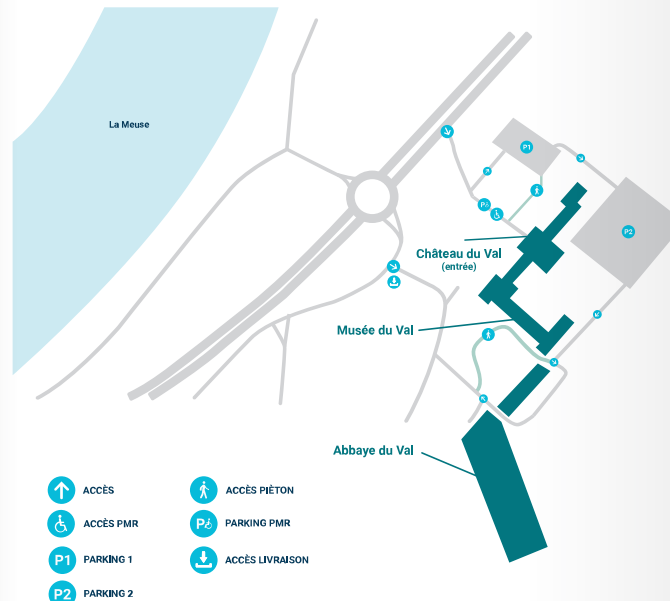 La Meuse
P1
P
P2
Château du Val
(entrée)
Musée du Val
Abbaye du Val
ACCÈS
ACCÈS PIÈTON
ACCÈS PMR
P
PARKING PMR
P1
PARKING 1
ACCÈS LIVRAISON
P2
PARKING 2